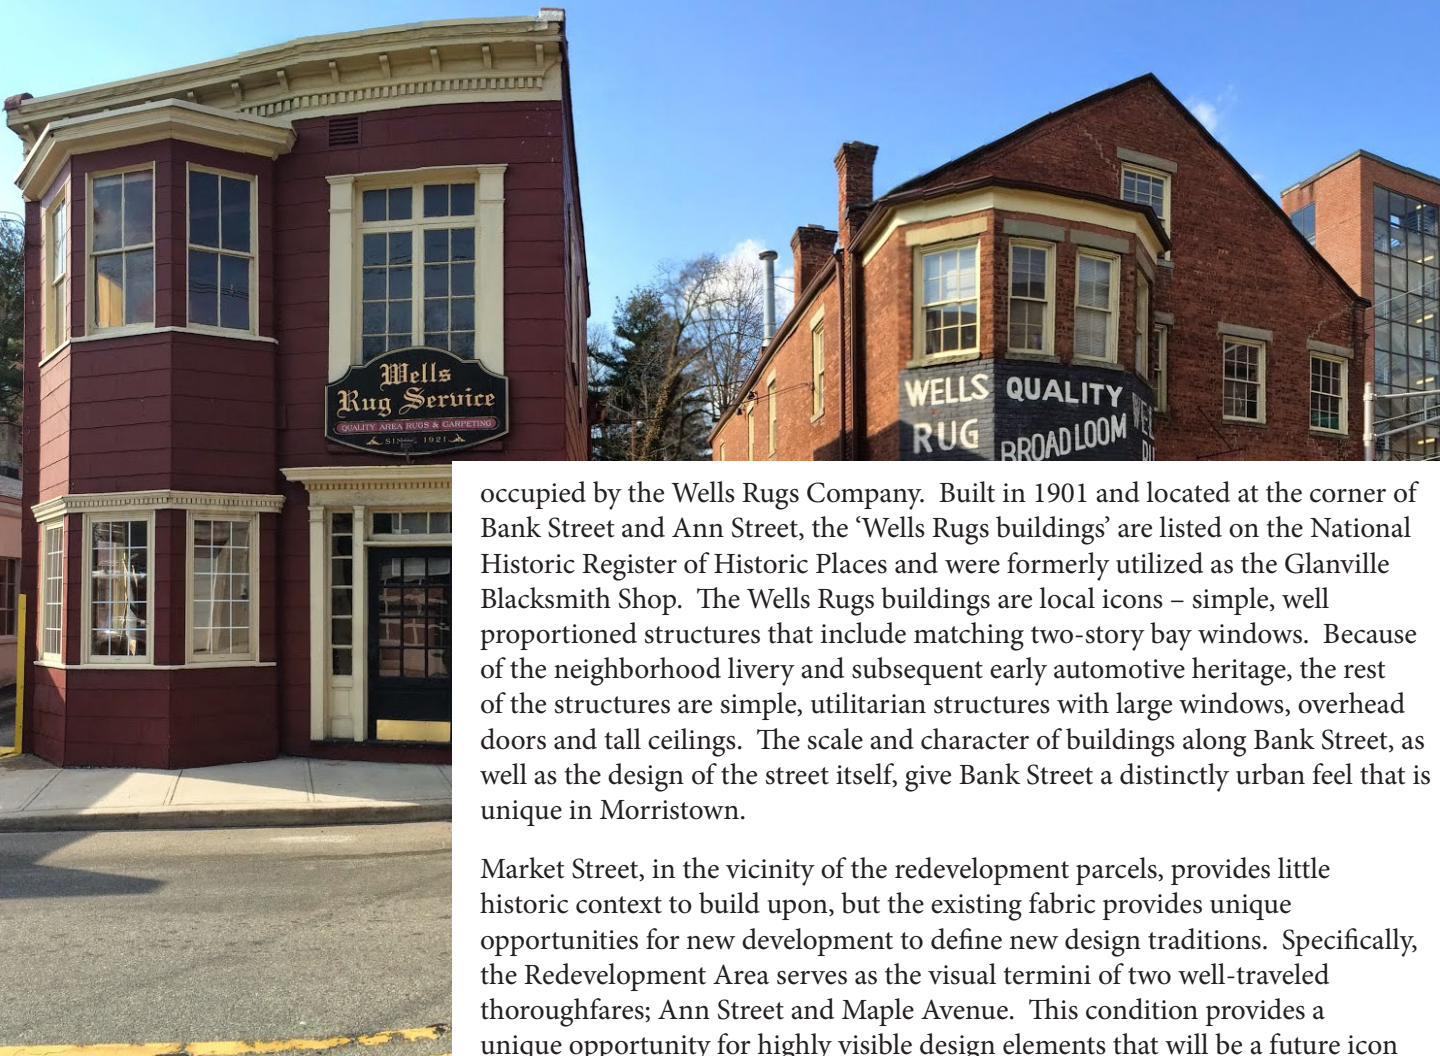 Wells
Rug Service
QUALITY AREA RUGS & CARPETING
SINCE 1921
WELLS
RUG
QUALITY
BROADLOOM
occupied by the Wells Rugs Company.  Built in 1901 and located at the corner of
Bank Street and Ann Street, the ‘Wells Rugs buildings’ are listed on the National
Historic Register of Historic Places and were formerly utilized as the Glanville
Blacksmith Shop.  The Wells Rugs buildings are local icons – simple, well
proportioned structures that include matching two-story bay windows.  Because
of the neighborhood livery and subsequent early automotive heritage, the rest
of the structures are simple, utilitarian structures with large windows, overhead
doors and tall ceilings.  The scale and character of buildings along Bank Street, as
well as the design of the street itself, give Bank Street a distinctly urban feel that is
unique in Morristown.
Market Street, in the vicinity of the redevelopment parcels, provides little
historic context to build upon, but the existing fabric provides unique
opportunities for new development to define new design traditions.  Specifically,
the Redevelopment Area serves as the visual termini of two well-traveled
thoroughfares; Ann Street and Maple Avenue.  This condition provides a
unique opportunity for highly visible design elements that will be a future icon